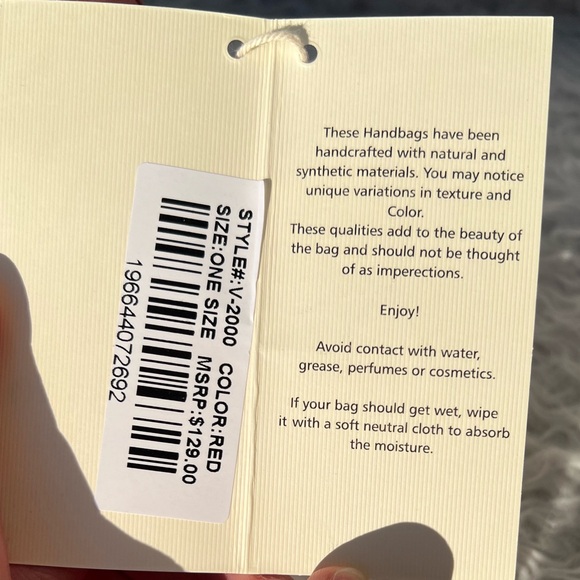 STYLE#:V-2000 COLOR:RED
SIZE:ONE SIZE MSRP:$129.00
196644072692
These Handbags have been
handcrafted with natural and
synthetic materials. You may notice
unique variations in texture and
Color.
These qualities add to the beauty of
the bag and should not be thought
of as imperections.
Enjoy!
Avoid contact with water,
grease, perfumes or cosmetics.
If your bag should get wet, wipe
it with a soft neutral cloth to absorb
the moisture.